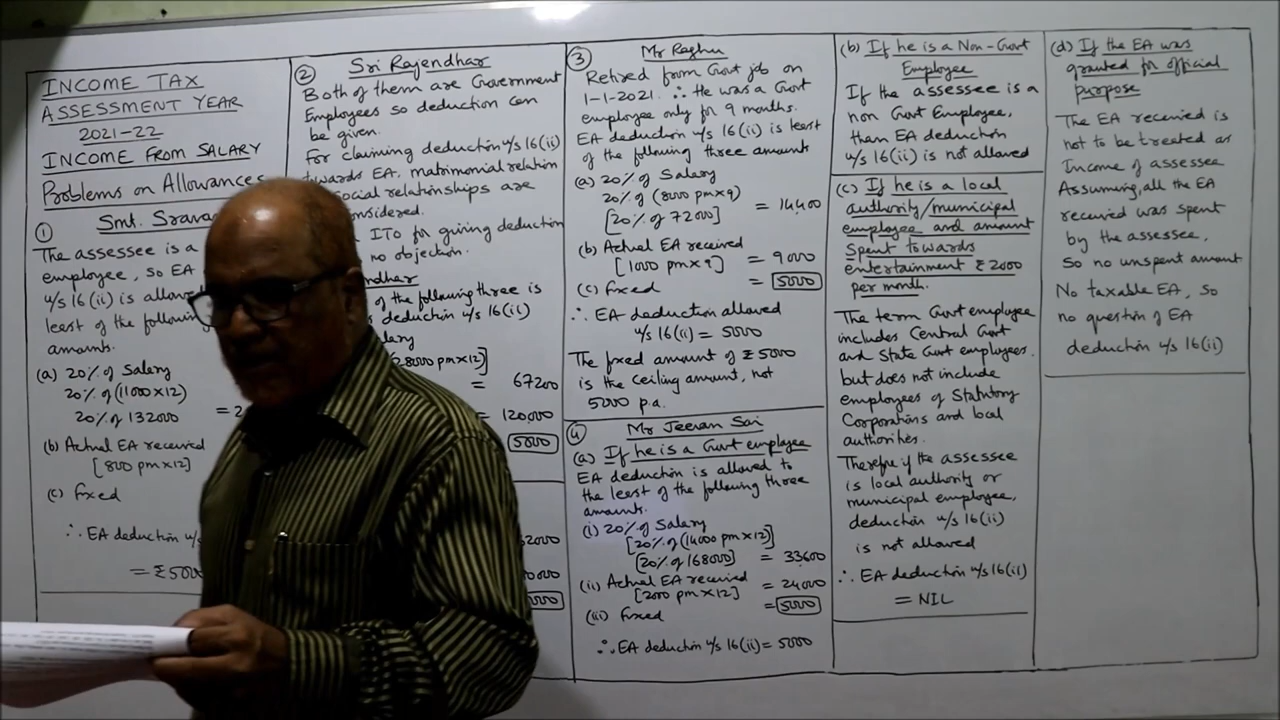 INCOME TAX
ASSESSMENT YEAR
2021-22
INCOME FROM SALARY
Problems on Allowances
① Smt.
The assessee is a
employee, so EA
u/s 16(ii) is
least of the following
amounts.
(a) 20% of Salary
20% of (11000 x 12)
20% of 132000 = 2
(b) Actual EA received
[800 pm x 12]
(c) fixed
∴ EA deduction u/s
= ₹ 5000
② Sri Rajendhar
Both of them are Government
Employees so deduction can
be given.
For claiming deduction u/s 16(ii)
towards EA, matrimonial relation
social relationships are
ITO for giving deduction
no objection.
of the following three is
deduction u/s 16(ii)
8000 pm x 12]
= 67200
= 120,000
5000
③ Mr Raghu
Retired from Govt job on
1-1-2021. ∴ He was a Govt
employee only for 9 months.
EA deduction u/s 16(ii) is least
of the following three amounts
(a) 20% of Salary
20% of (8000 pm x 9)
[20% of 72000] = 14,400
(b) Actual EA received
[1000 pm x 9] = 9000
(c) fixed = 5000
∴ EA deduction allowed
u/s 16(ii) = 5000
The fixed amount of ₹ 5000
is the ceiling amount, not
5000 p.a.
④ Mr Jeevan Sai
(a) If he is a Govt employee
EA deduction is allowed to
the least of the following three
amounts.
(i) 20% of Salary
[20% of (14000 pm x 12)]
[20% of 168000] = 33,600
(ii) Actual EA received
[2000 pm x 12] = 24000
(iii) fixed = 5000
∴ EA deduction u/s 16(ii) = 5000
(b) If he is a Non-Govt
Employee
If the assessee is a
non Govt Employee,
than EA deduction
u/s 16(ii) is not allowed
(c) If he is a local
authority/municipal
employee and amount
Spent towards
entertainment ₹ 2000
per month.
The term Govt employee
includes Central Govt
and State Govt employees.
but does not include
employees of Statutory
Corporations and local
authorities.
Therefore if the assessee
is local authority or
municipal employee,
deduction u/s 16(ii)
is not allowed
∴ EA deduction u/s 16(ii)
= NIL
(d) If the EA was
granted for official
purpose
The EA received is
not to be treated as
Income of assessee
Assuming, all the EA
received was spent
by the assessee,
So no unspent amount
No taxable EA, so
no question of EA
deduction u/s 16(ii)